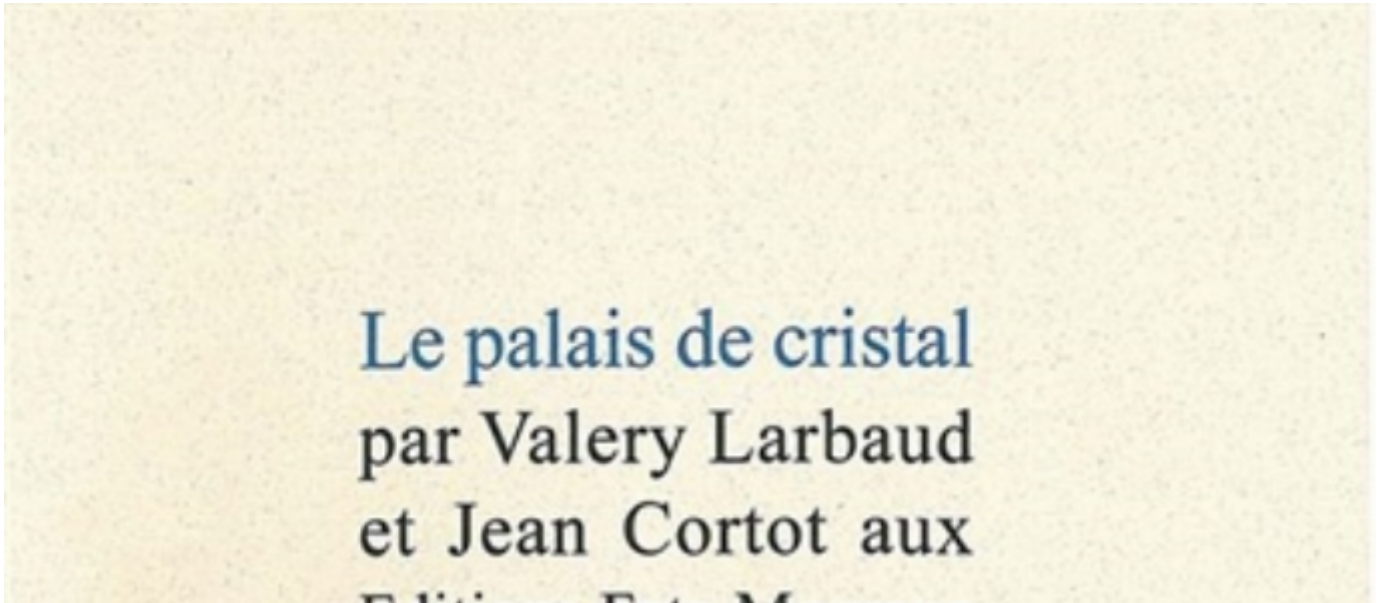 Le palais de cristal
par Valery Larbaud
et Jean Cortot aux